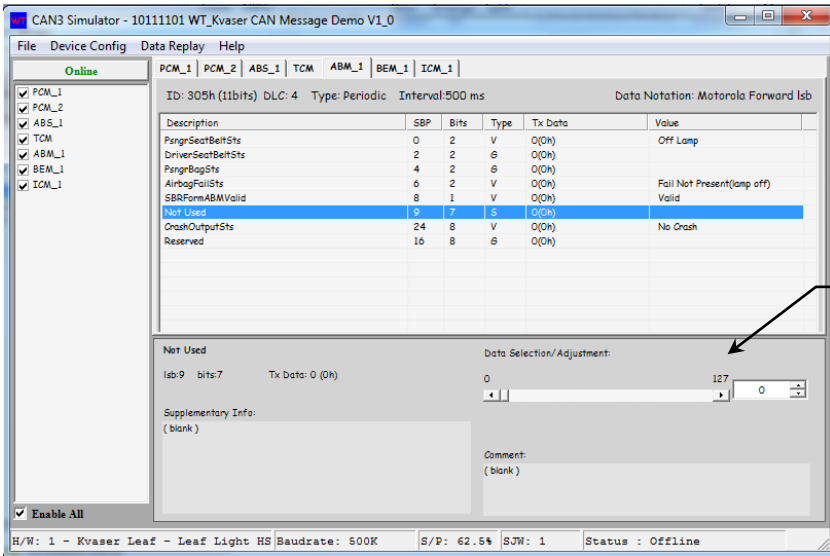 WT CAN3 Simulator - 10111101 WT_Kvaser CAN Message Demo V1_0
File Device Config Data Replay Help
Online
PCM_1 PCM_2 ABS_1 TCM ABM_1 BEM_1 ICM_1
PCM_1
PCM_2
ABS_1
TCM
ABM_1
BEM_1
ICM_1
ID: 305h (11bits) DLC: 4 Type: Periodic Interval:500 ms Data Notation: Motorola Forward lsb
Description SBP Bits Type Tx Data Value
PsngrSeatBeltSts 0 2 V 0(0h) Off Lamp
DriverSeatBeltSts 2 2 S 0(0h)
PsngrBagSts 4 2 S 0(0h)
AirbagFailSts 6 2 V 0(0h) Fail Not Present(lamp off)
SBRFormABMValid 8 1 V 0(0h) Valid
Not Used 9 7 S 0(0h)
CrashOutputSts 24 8 V 0(0h) No Crash
Reserved 16 8 S 0(0h)
Not Used
lsb:9 bits:7 Tx Data: 0 (0h)
Data Selection/Adjustment:
0 127 0
Supplementary Info:
( blank )
Comment:
( blank )
Enable All
H/W: 1 - Kvaser Leaf - Leaf Light HS Baudrate: 500K S/P: 62.5% SJW: 1 Status : Offline